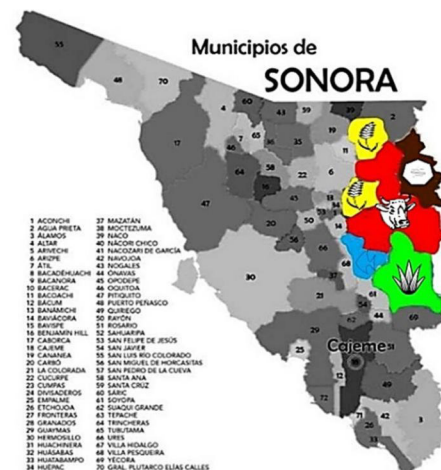 Municipios de
SONORA
1 ACONCHI
2 AGUA PRIETA
3 ÁLAMOS
4 ALTAR
5 ARIVECHI
6 ARIZPE
7 ÁTIL
8 BACADÉHUACHI
9 BACANORA
10 BACERAC
11 BACOACHI
12 BÁCUM
13 BANÁMICHI
14 BAVIÁCORA
15 BAVISPE
16 BENJAMÍN HILL
17 CABORCA
18 CAJEME
19 CANANEA
20 CARBÓ
21 LA COLORADA
22 CUCURPE
23 CUMPAS
24 DIVISADEROS
25 EMPALME
26 ETCHOJOA
27 FRONTERAS
28 GRANADOS
29 GUAYMAS
30 HERMOSILLO
31 HUACHINERA
32 HUÁSABAS
33 HUATABAMPO
34 HUÉPAC
37 MAZATÁN
38 MOCTEZUMA
39 NACO
40 NÁCORI CHICO
41 NACOZARI DE GARCÍA
42 NAVOJOA
43 NOGALES
44 ÓNAVAS
45 OPODEPE
46 OQUITOA
47 PITIQUITO
48 PUERTO PEÑASCO
49 QUIRIEGO
50 RAYÓN
51 ROSARIO
52 SAHUARIPA
53 SAN FELIPE DE JESÚS
54 SAN JAVIER
55 SAN LUIS RÍO COLORADO
56 SAN MIGUEL DE HORCASITAS
57 SAN PEDRO DE LA CUEVA
58 SANTA ANA
59 SANTA CRUZ
60 SÁRIC
61 SOYOPA
62 SUAQUI GRANDE
63 TEPACHE
64 TRINCHERAS
65 TUBUTAMA
66 URES
67 VILLA HIDALGO
68 VILLA PESQUEIRA
69 YÉCORA
70 GRAL. PLUTARCO ELÍAS CALLES
Cajeme